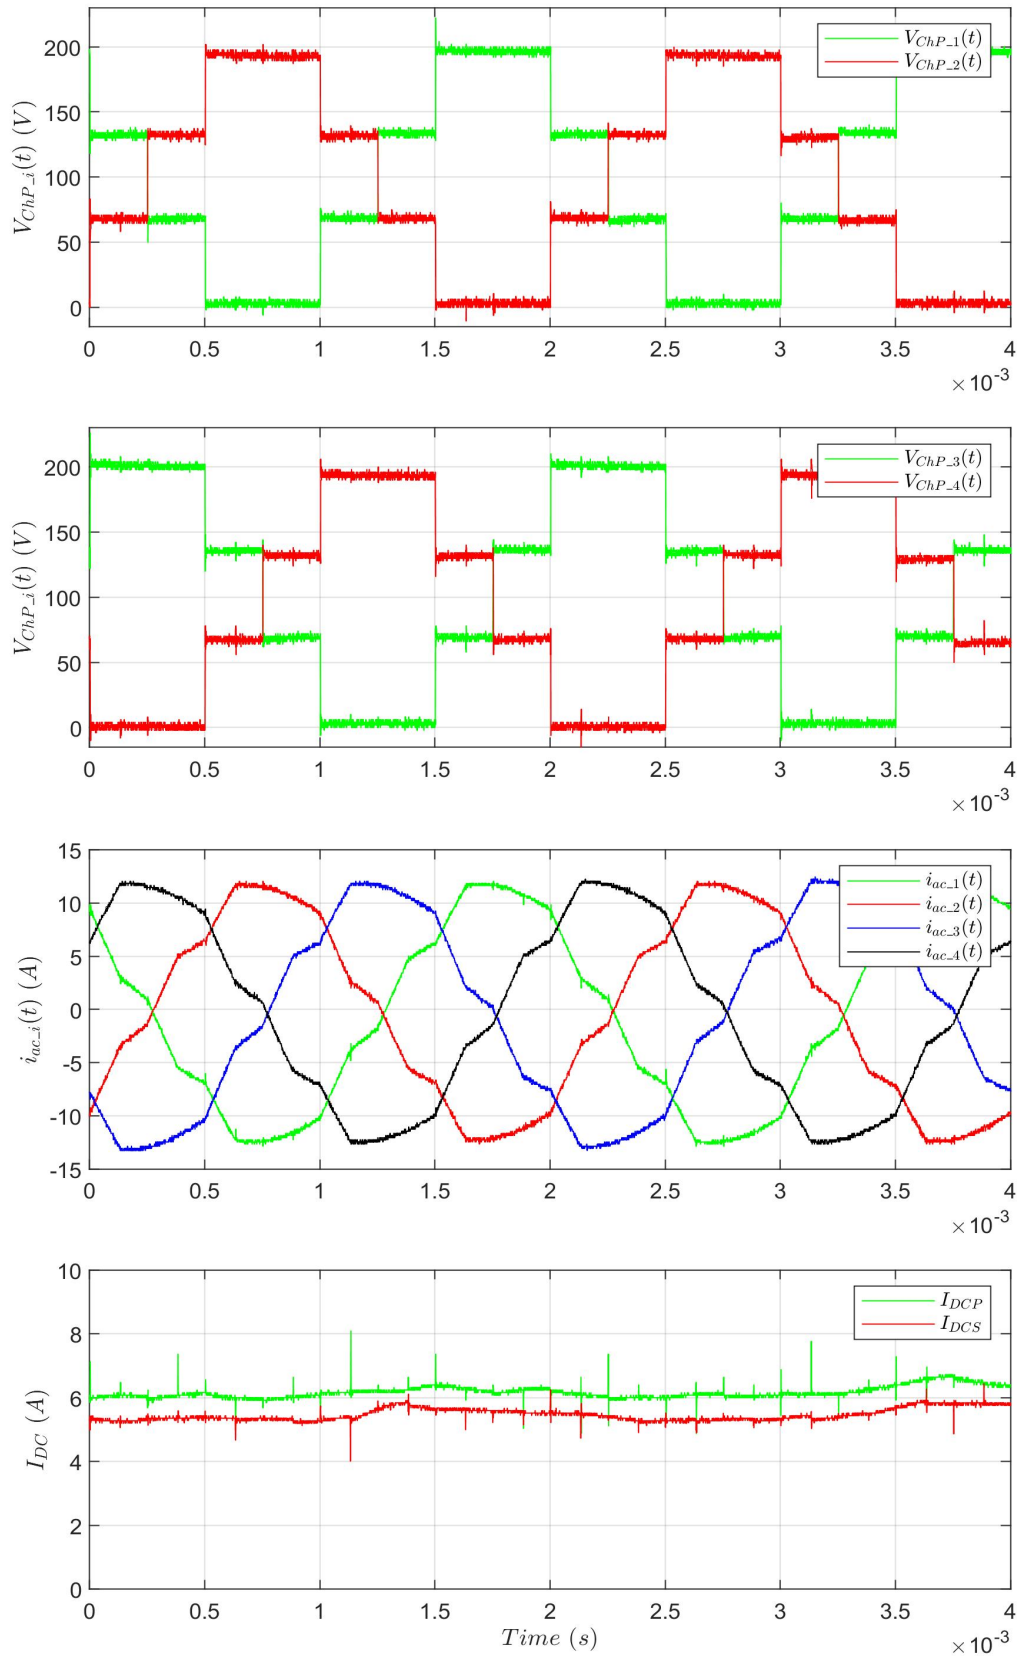 V_{ChP_i}(t) (V)
200
150
100
50
0
V_{ChP_1}(t)
V_{ChP_2}(t)
0 0.5 1 1.5 2 2.5 3 3.5 4
×10^{-3}
V_{ChP_i}(t) (V)
200
150
100
50
0
V_{ChP_3}(t)
V_{ChP_4}(t)
0 0.5 1 1.5 2 2.5 3 3.5 4
×10^{-3}
i_{ac_i}(t) (A)
15
10
5
0
-5
-10
-15
i_{ac_1}(t)
i_{ac_2}(t)
i_{ac_3}(t)
i_{ac_4}(t)
0 0.5 1 1.5 2 2.5 3 3.5 4
×10^{-3}
I_{DC} (A)
10
8
6
4
2
0
I_{DCP}
I_{DCS}
0 0.5 1 1.5 2 2.5 3 3.5 4
Time (s)
×10^{-3}